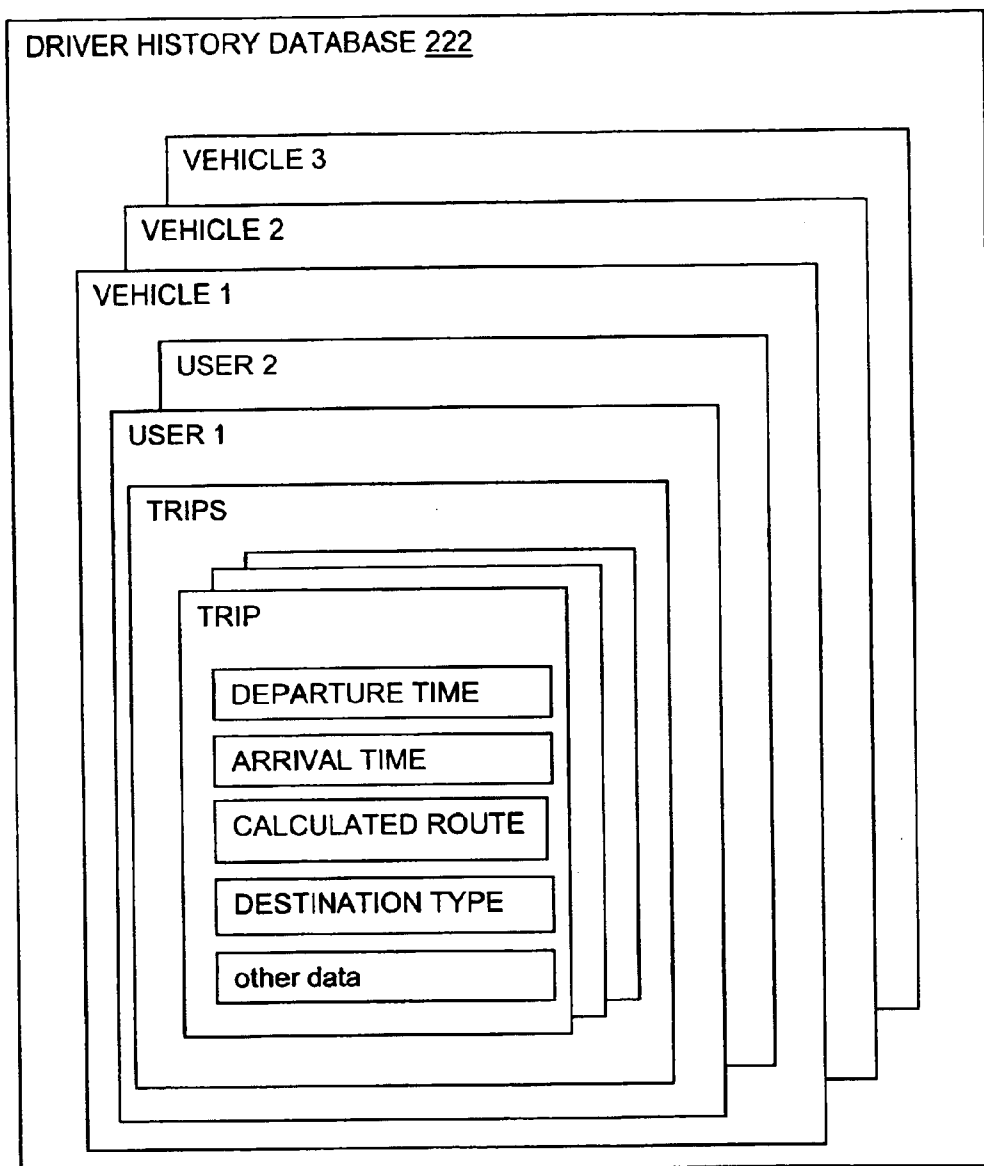 DRIVER HISTORY DATABASE 222
VEHICLE 3
VEHICLE 2
VEHICLE 1
USER 2
USER 1
TRIPS
TRIP
DEPARTURE TIME
ARRIVAL TIME
CALCULATED ROUTE
DESTINATION TYPE
other data